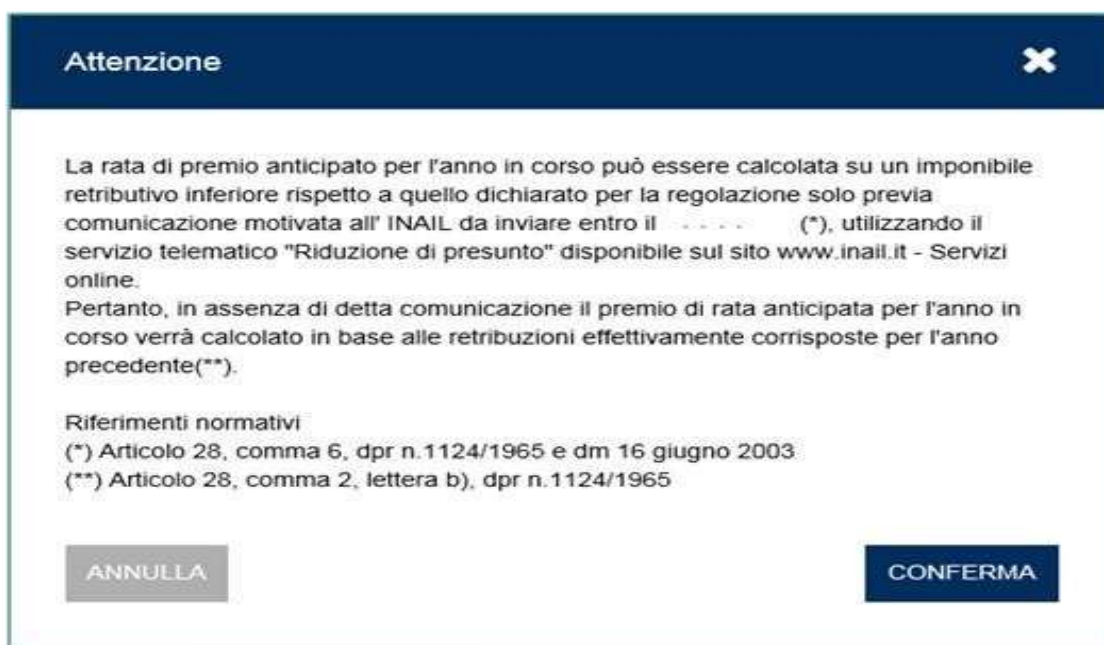 Attenzione
La rata di premio anticipato per l'anno in corso può essere calcolata su un imponibile
retributivo inferiore rispetto a quello dichiarato per la regolazione solo previa
comunicazione motivata all' INAIL da inviare entro il (*), utilizzando il
servizio telematico "Riduzione di presunto" disponibile sul sito www.inail.it - Servizi
online.
Pertanto, in assenza di detta comunicazione il premio di rata anticipata per l'anno in
corso verrà calcolato in base alle retribuzioni effettivamente corrisposte per l'anno
precedente(**).
Riferimenti normativi
(*) Articolo 28, comma 6, dpr n.1124/1965 e dm 16 giugno 2003
(**) Articolo 28, comma 2, lettera b), dpr n.1124/1965
ANNULLA
CONFERMA